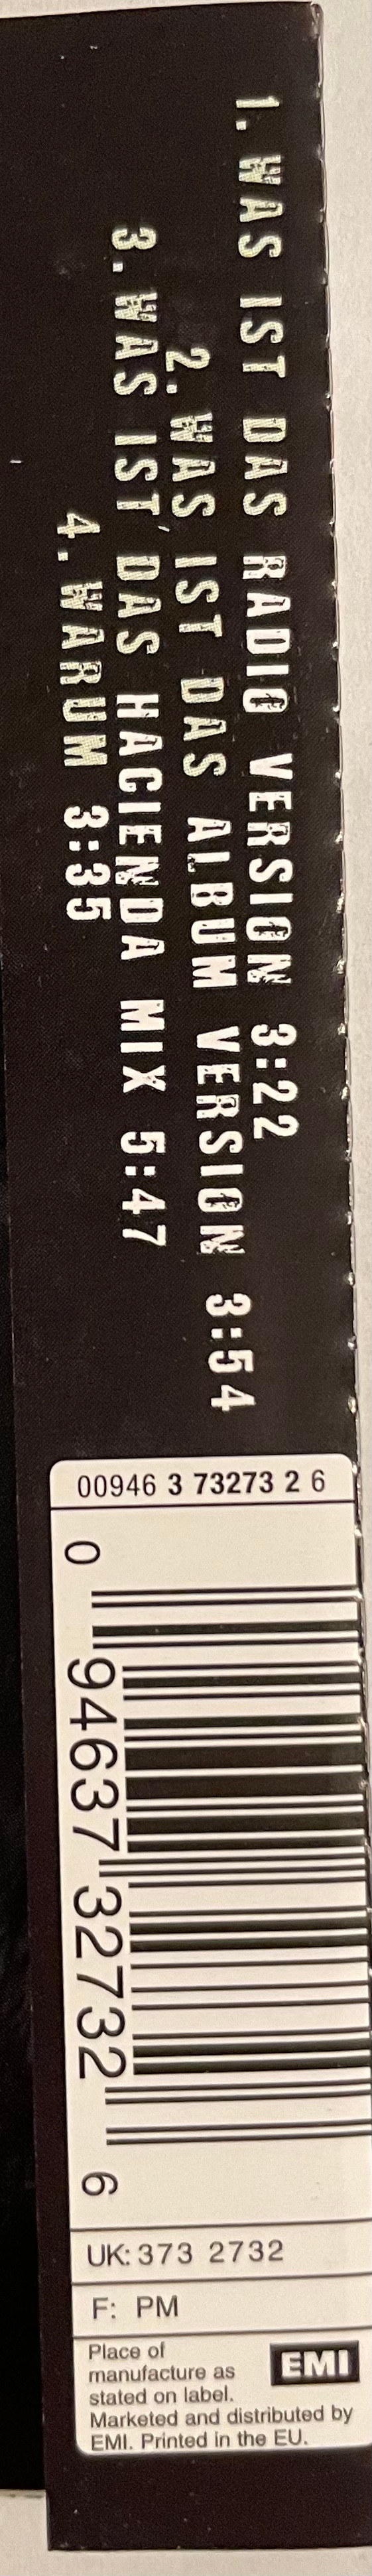 1. WAS IST DAS RADIO VERSION 3:22
2. WAS IST DAS ALBUM VERSION 3:54
3. WAS IST DAS HACIENDA MIX 5:47
4. WARUM 3:35
00946 3 73273 2 6
0 94637 32732 6
UK: 373 2732
F: PM
Place of
manufacture as
stated on label.
EMI
Marketed and distributed by
EMI. Printed in the EU.